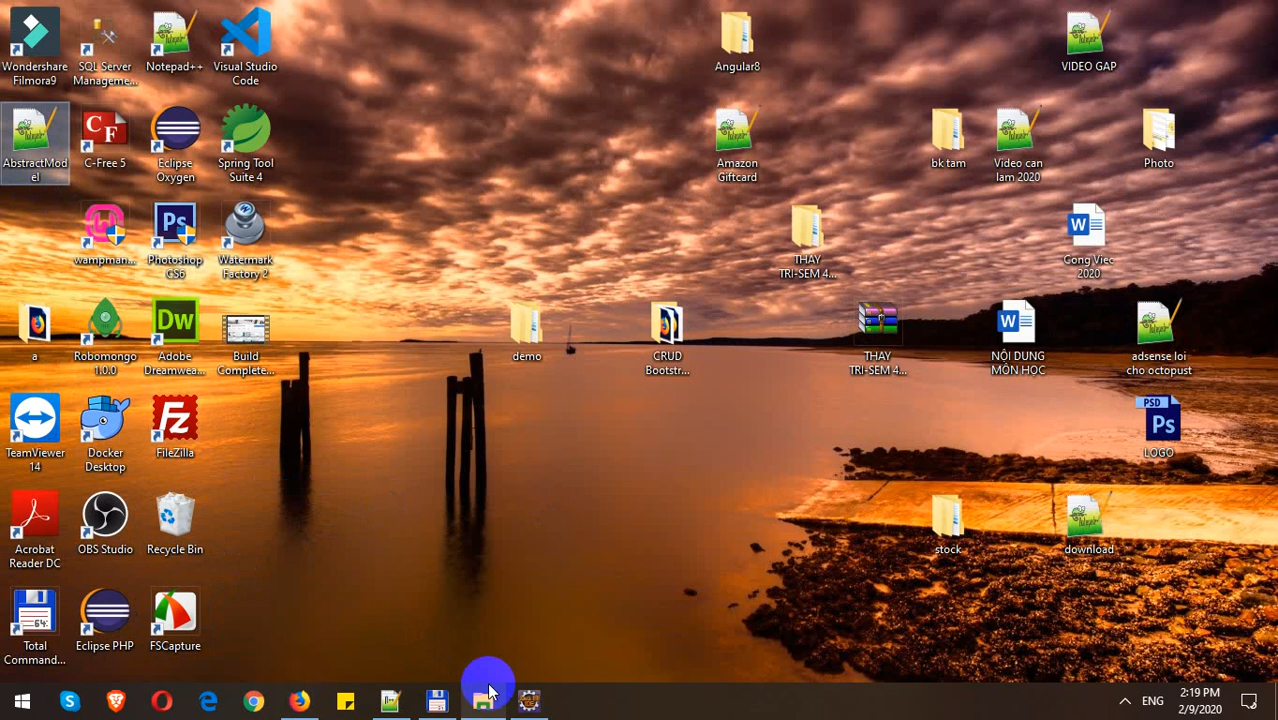 Wondershare
Filmora9
SQL Server
Manageme...
Notepad++
Visual Studio
Code
Angular8
VIDEO GAP
AbstractMod
el
C-Free 5
Eclipse
Oxygen
Spring Tool
Suite 4
Amazon
Giftcard
bk tam
Video can
lam 2020
Photo
wampman...
Photoshop
CS6
Watermark
Factory 2
THAY
TRI-SEM 4...
Cong Viec
2020
a
Robomongo
1.0.0
Adobe
Dreamwea...
Build
Complete...
demo
CRUD
Bootstr...
THAY
TRI-SEM 4...
NỘI DUNG
MÔN HỌC
adsense loi
cho octopust
TeamViewer
14
Docker
Desktop
FileZilla
LOGO
Acrobat
Reader DC
OBS Studio
Recycle Bin
stock
download
Total
Command...
Eclipse PHP
FSCapture
ENG
2:19 PM
2/9/2020